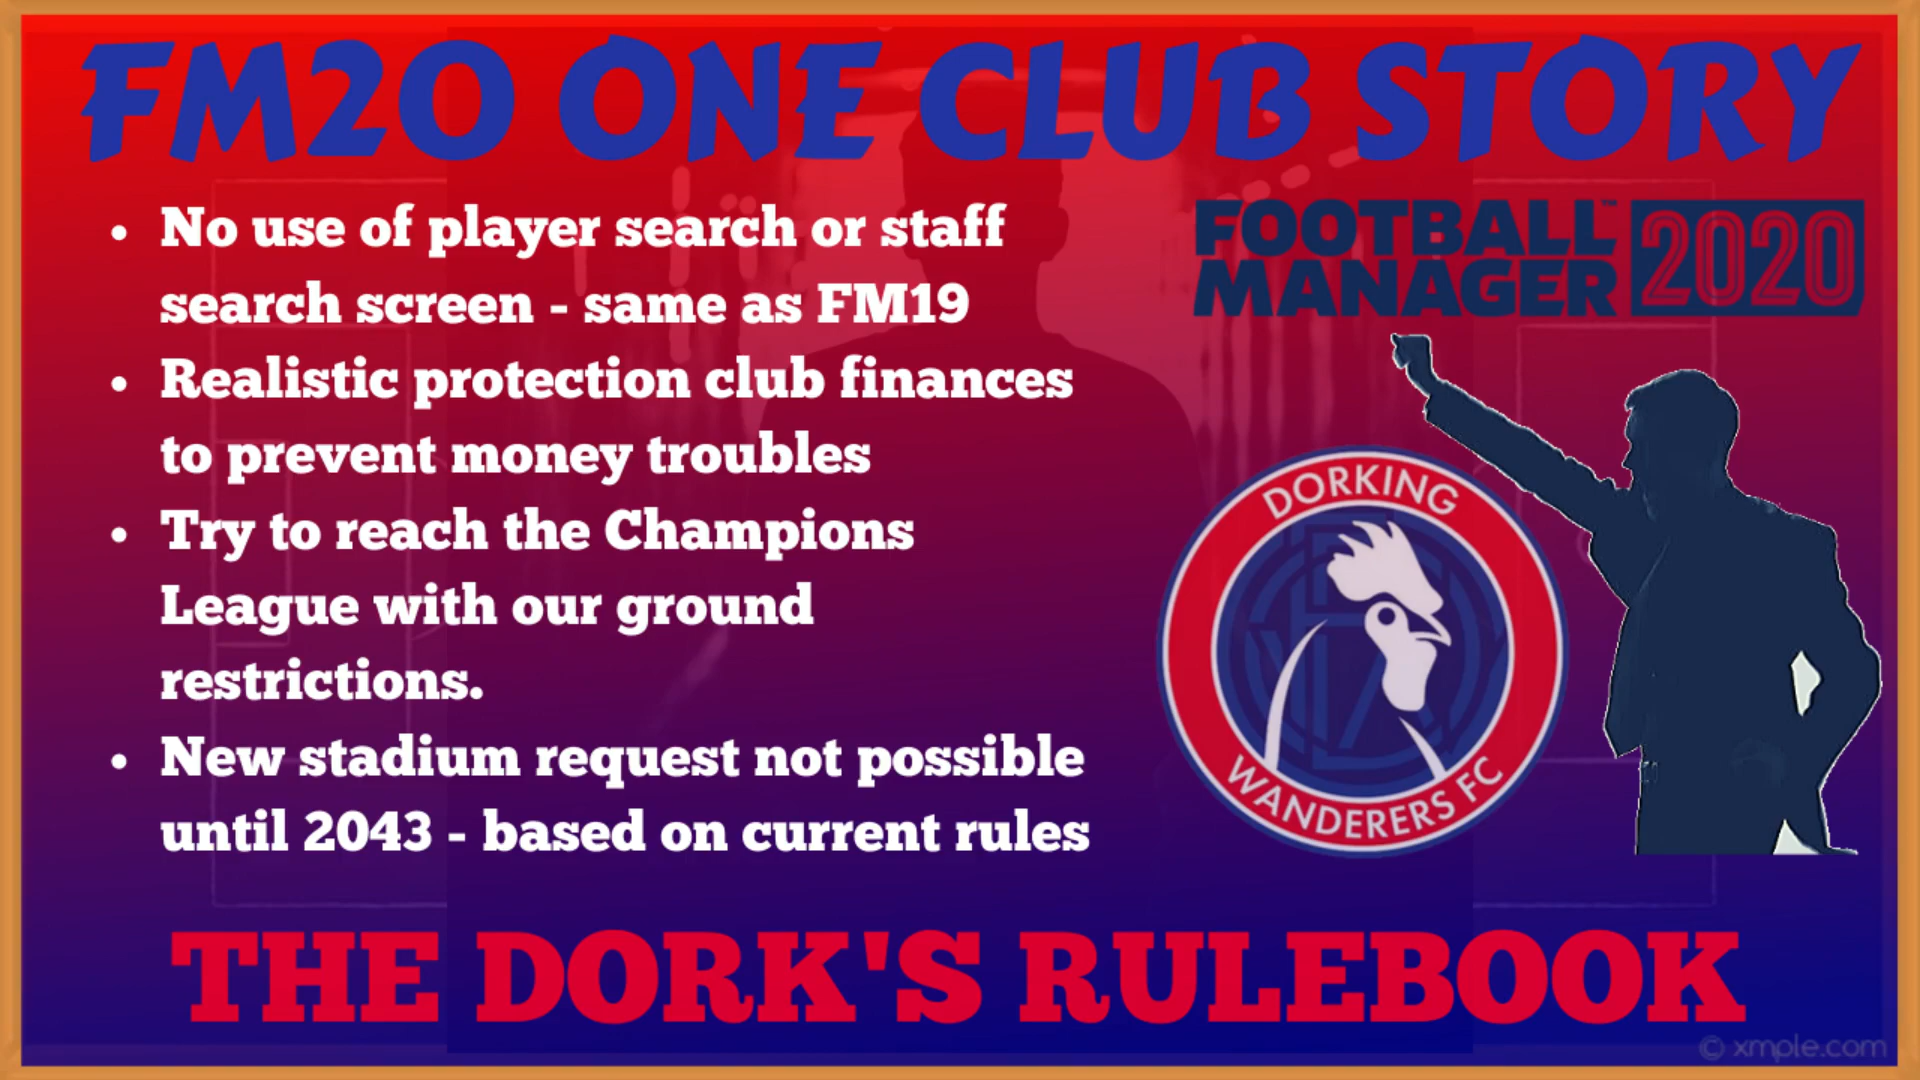 FM20 ONE CLUB STORY
• No use of player search or staff
search screen - same as FM19
• Realistic protection club finances
to prevent money troubles
• Try to reach the Champions
League with our ground
restrictions.
• New stadium request not possible
until 2043 - based on current rules
FOOTBALL™
MANAGER 2020
DORKING
WANDERERS FC
THE DORK'S RULEBOOK
© xmple.com